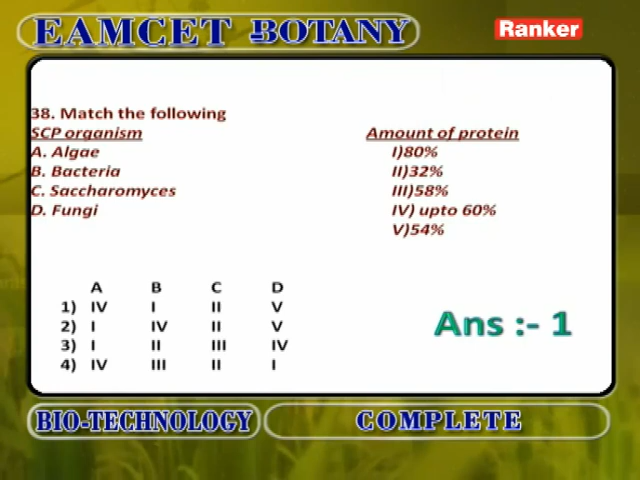 EAMCET BOTANY
Ranker
38. Match the following
SCP organism Amount of protein
A. Algae I)80%
B. Bacteria II)32%
C. Saccharomyces III)58%
D. Fungi IV) upto 60%
V)54%
A B C D
1) IV I II V
2) I IV II V
3) I II III IV
4) IV III II I
Ans :- 1
BIO-TECHNOLOGY COMPLETE